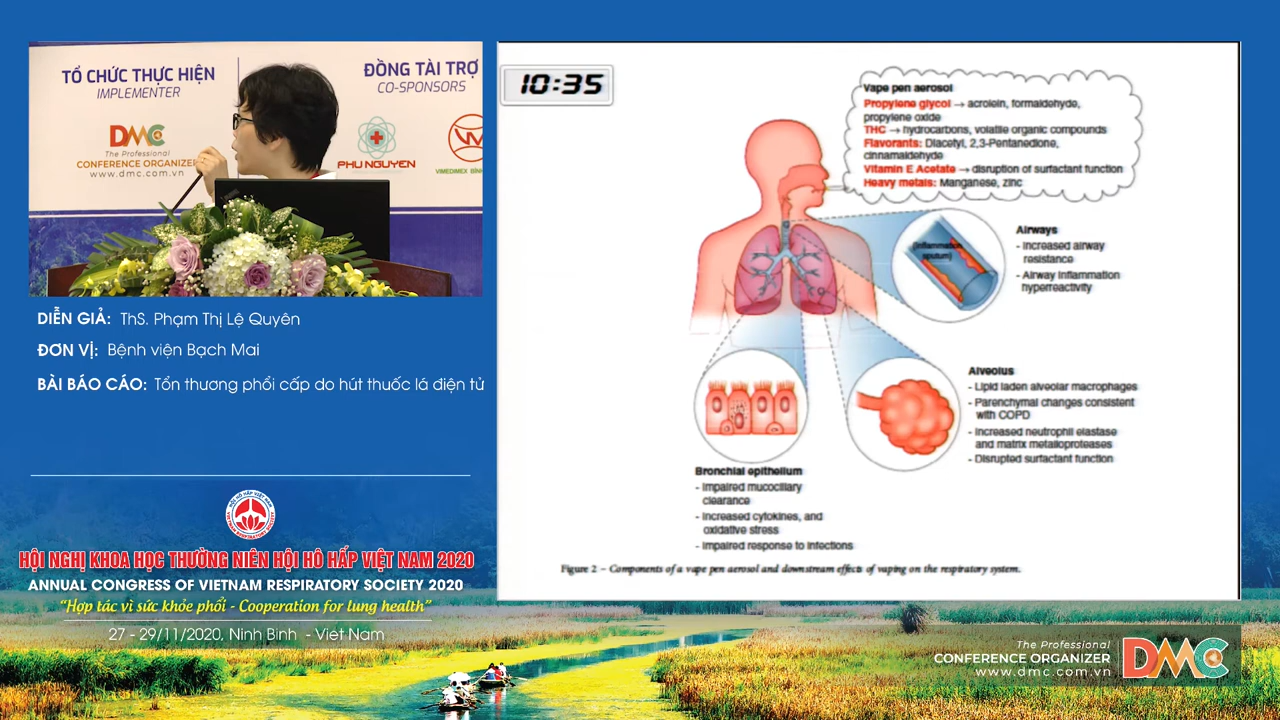 TỔ CHỨC THỰC HIỆN
IMPLEMENTER
DMC
The Professional
CONFERENCE ORGANIZER
www.dmc.com.vn
ĐỒNG TÀI TRỢ
CO-SPONSORS
PHU NGUYEN
VIMEDIMEX BÌN
DIỄN GIẢ: ThS. Phạm Thị Lệ Quyên
ĐƠN VỊ: Bệnh viện Bạch Mai
BÀI BÁO CÁO: Tổn thương phổi cấp do hút thuốc lá điện tử
HỘI HÔ HẤP VIỆT NAM
HỘI NGHỊ KHOA HỌC THƯỜNG NIÊN HỘI HÔ HẤP VIỆT NAM 2020
ANNUAL CONGRESS OF VIETNAM RESPIRATORY SOCIETY 2020
“Hợp tác vì sức khỏe phổi - Cooperation for lung health”
27 - 29/11/2020, Ninh Bình - Việt Nam
10:35
Vape pen aerosol
Propylene glycol → acrolein, formaldehyde,
propylene oxide
THC → hydrocarbons, volatile organic compounds
Flavorants: Diacetyl, 2,3-Pentanedione,
cinnamaldehyde
Vitamin E Acetate → disruption of surfactant function
Heavy metals: Manganese, zinc
(Inflammation
sputum)
Airways
- Increased airway
resistance
- Airway Inflammation
hyperreactivity
Alveolus
- Lipid laden alveolar macrophages
- Parenchymal changes consistent
with COPD
- Increased neutrophil elastase
and matrix metalloproteases
- Disrupted surfactant function
Bronchial epithelium
- Impaired mucociliary
clearance
- Increased cytokines, and
oxidative stress
- Impaired response to infections
Figure 2 – Components of a vape pen aerosol and downstream effects of vaping on the respiratory system.
The Professional
CONFERENCE ORGANIZER
www.dmc.com.vn
DMC